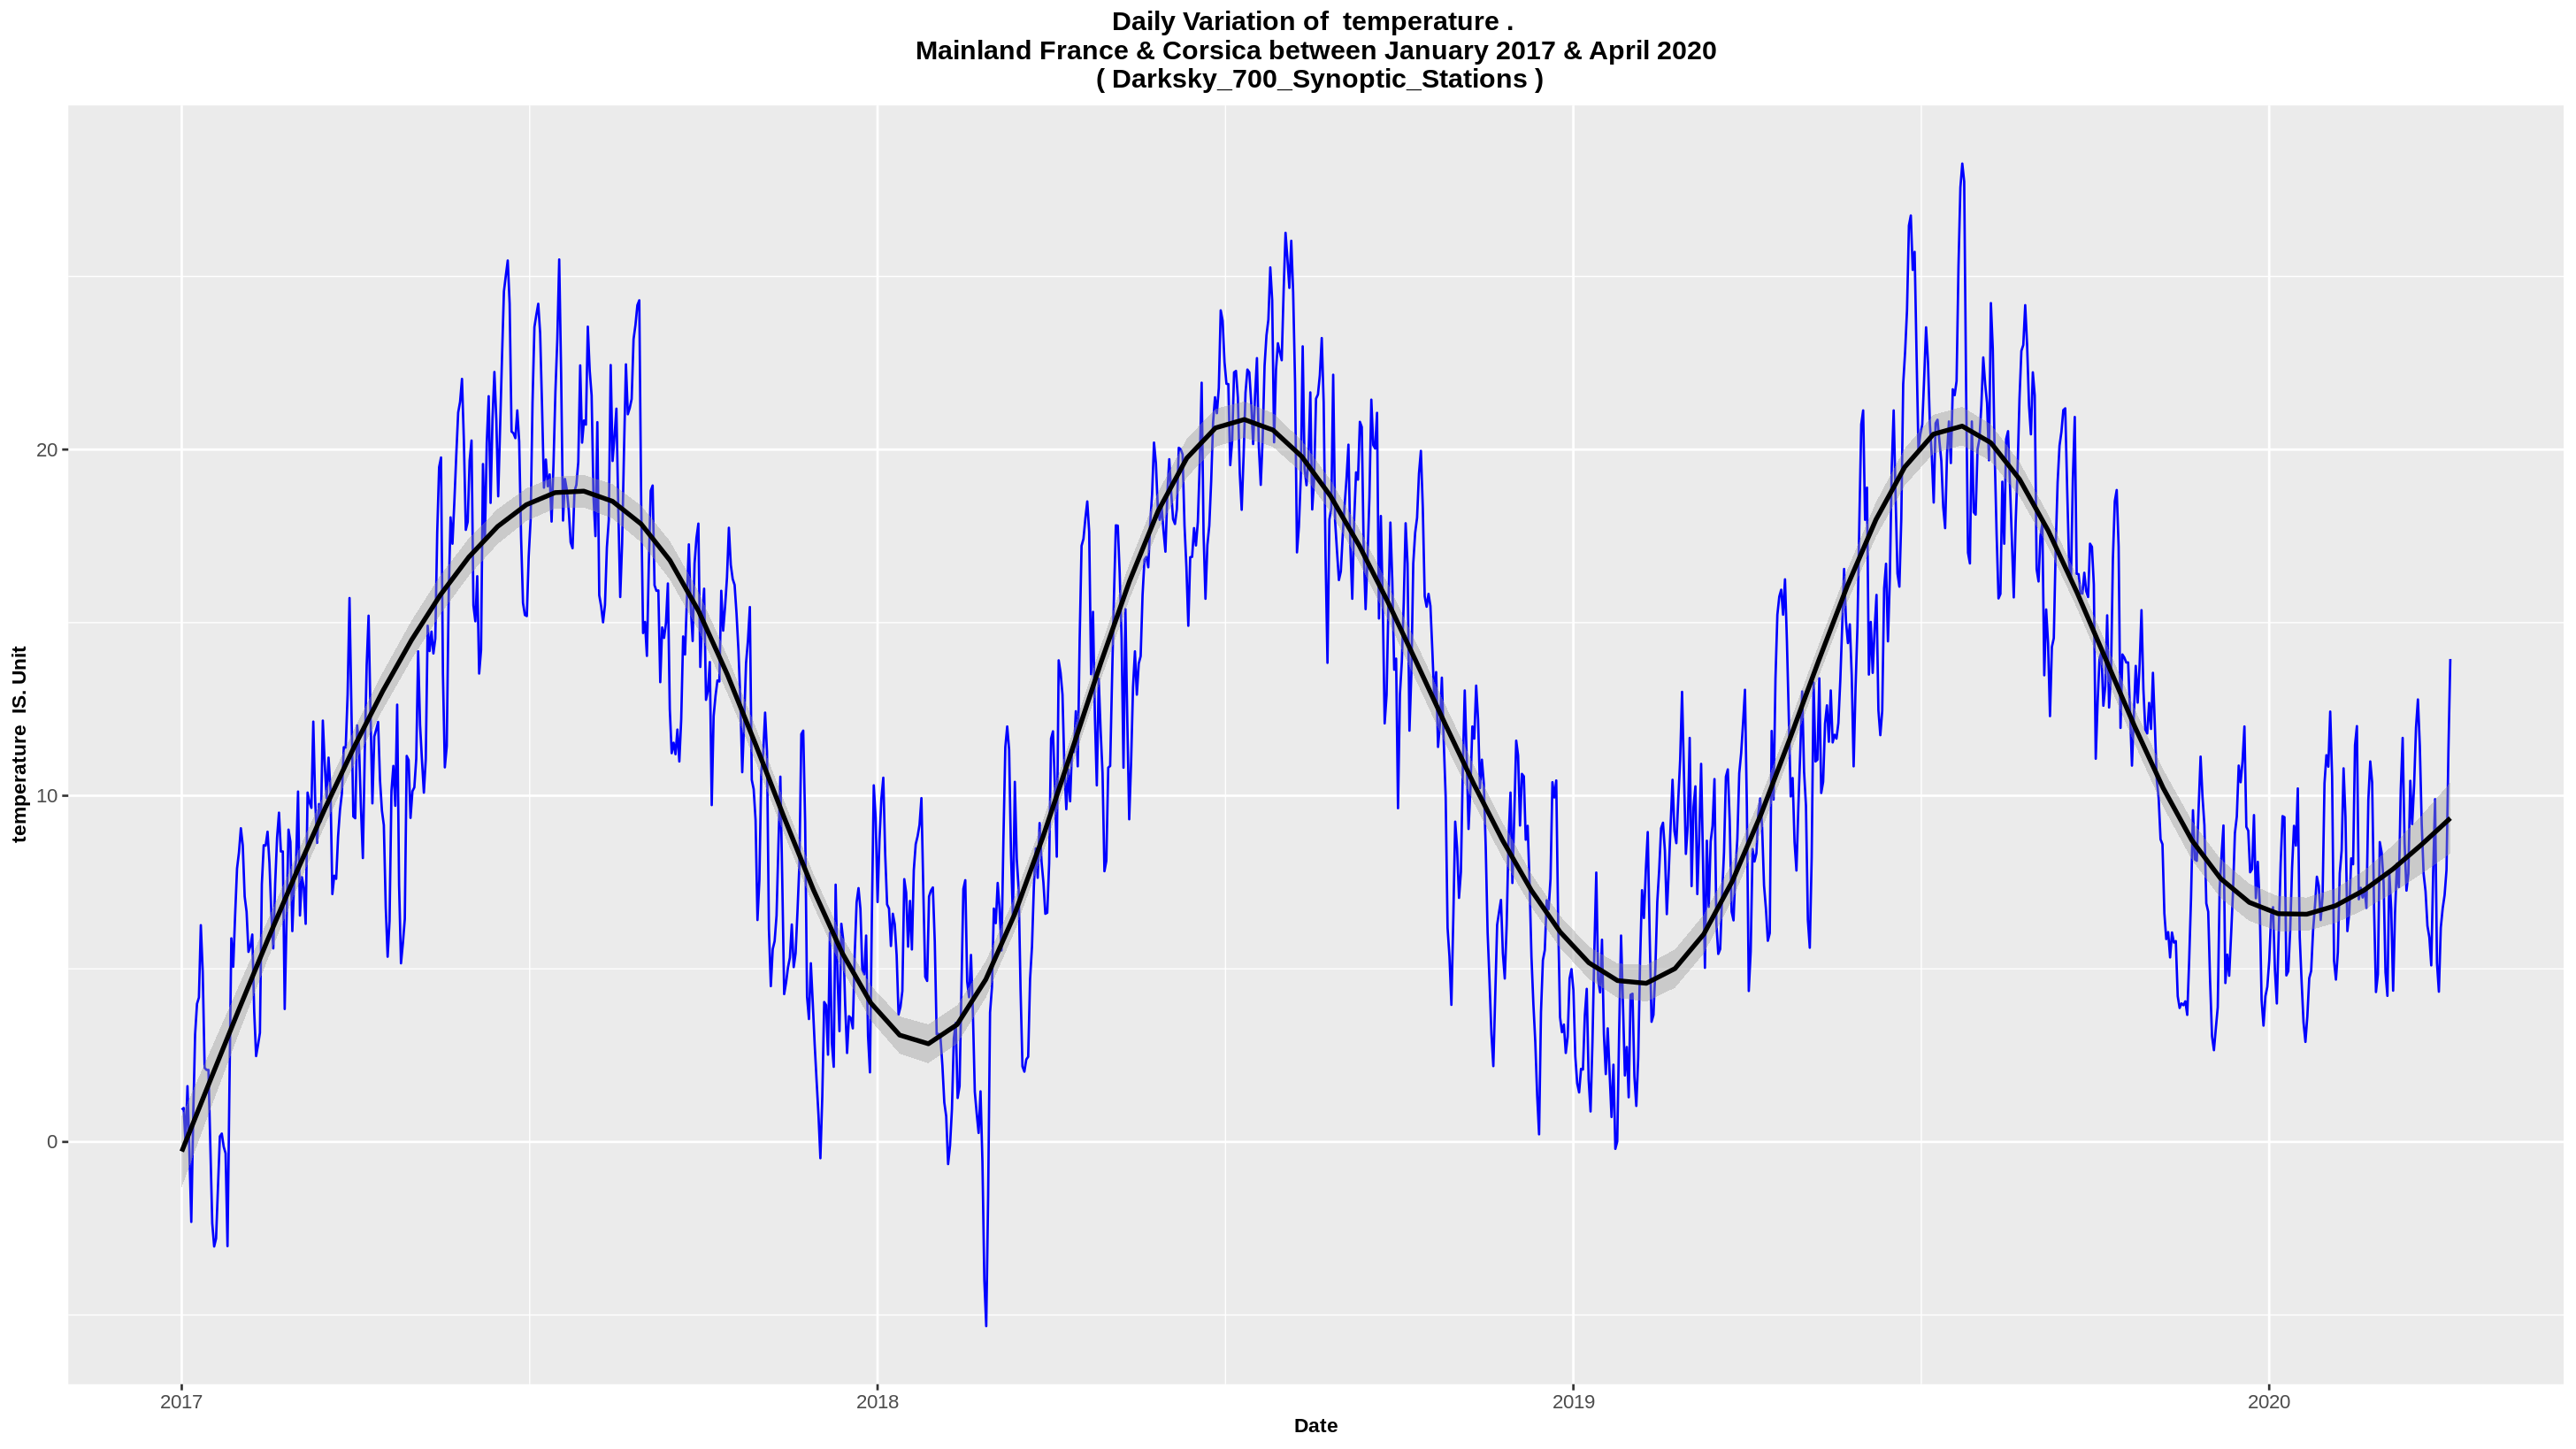 Daily Variation of  temperature .
Mainland France & Corsica between January 2017 & April 2020
( Darksky_700_Synoptic_Stations )
temperature  IS. Unit
20
10
0
2017
2018
2019
2020
Date